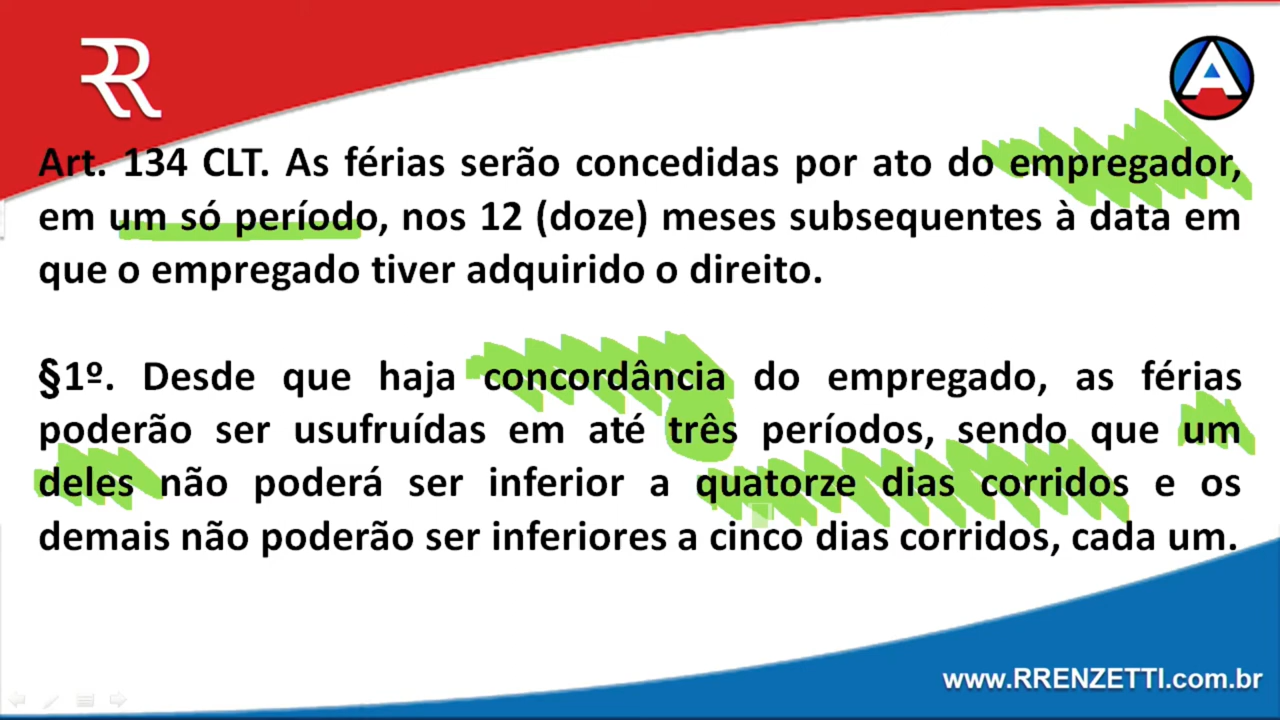 RR
A
Art. 134 CLT. As férias serão concedidas por ato do empregador,
em um só período, nos 12 (doze) meses subsequentes à data em
que o empregado tiver adquirido o direito.
§1º. Desde que haja concordância do empregado, as férias
poderão ser usufruídas em até três períodos, sendo que um
deles não poderá ser inferior a quatorze dias corridos e os
demais não poderão ser inferiores a cinco dias corridos, cada um.
www.RRENZETTI.com.br